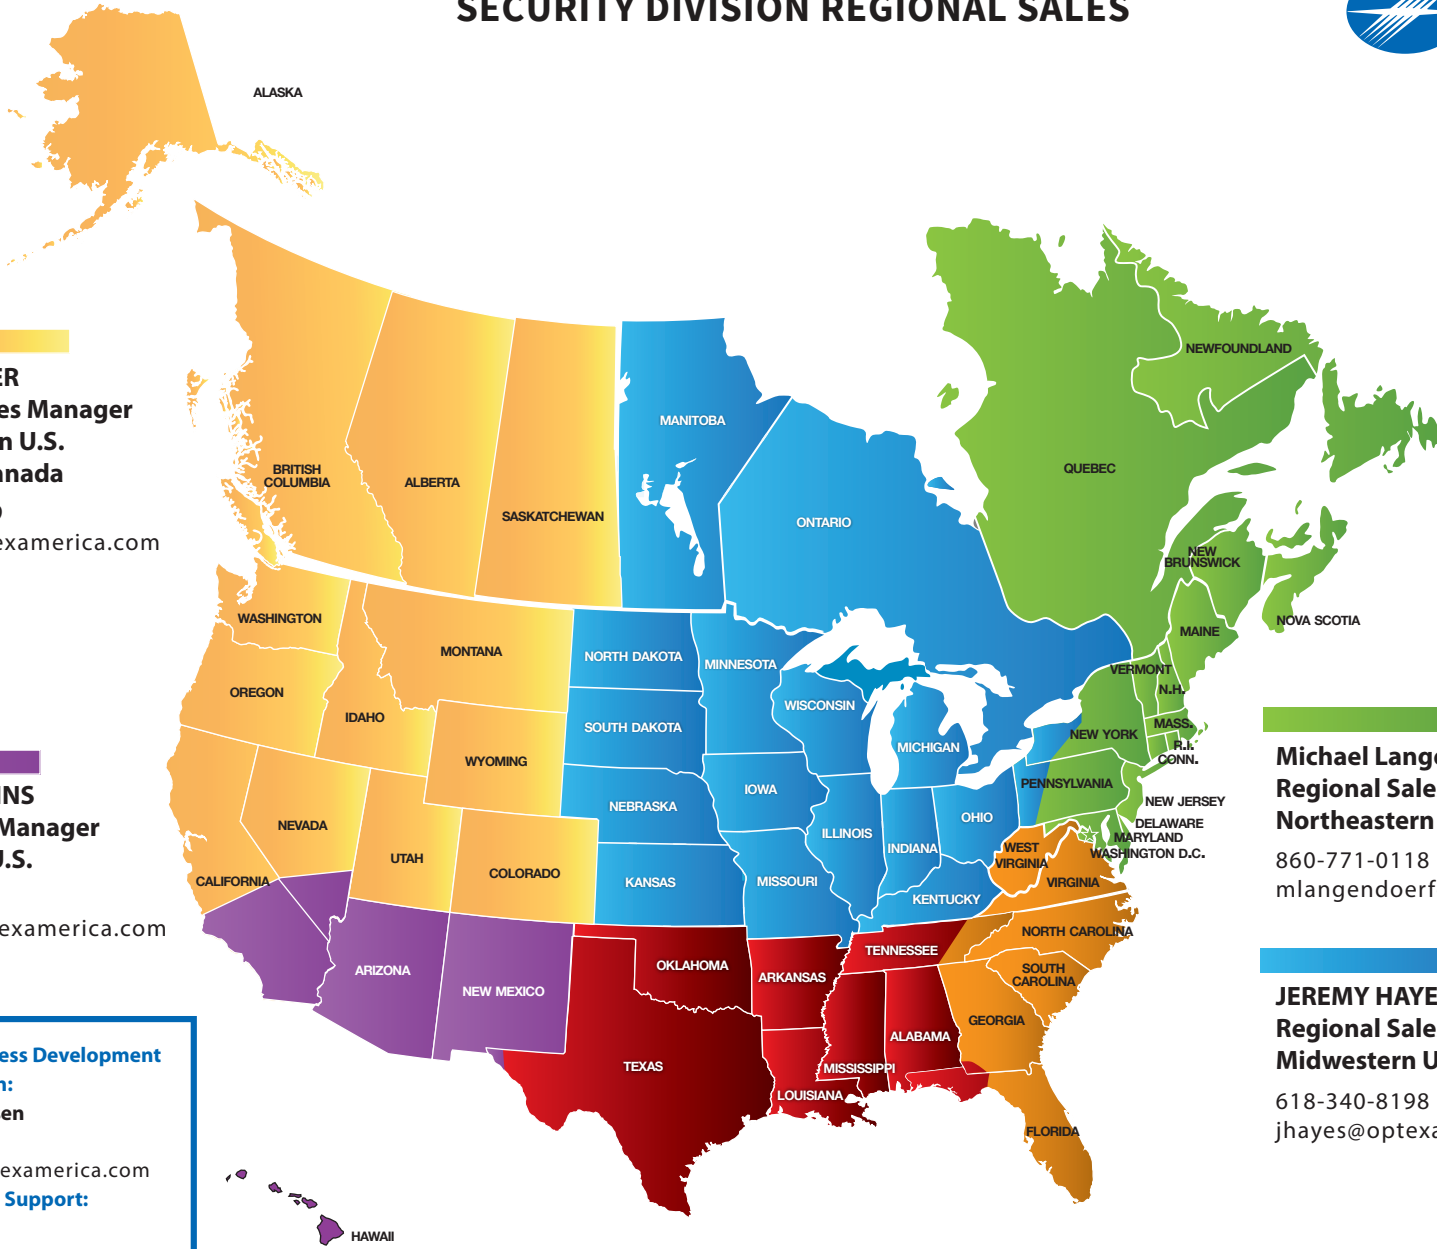 SECURITY DIVISION REGIONAL SALES
ALASKA
ER
es Manager
n U.S.
anada
examerica.com
BRITISH
COLUMBIA
ALBERTA
SASKATCHEWAN
MANITOBA
ONTARIO
QUEBEC
NEWFOUNDLAND
NEW
BRUNSWICK
NOVA SCOTIA
MAINE
VERMONT
N.H.
MASS.
R.I.
CONN.
NEW YORK
PENNSYLVANIA
NEW JERSEY
DELAWARE
MARYLAND
WASHINGTON D.C.
WASHINGTON
OREGON
IDAHO
MONTANA
WYOMING
NEVADA
UTAH
COLORADO
CALIFORNIA
NORTH DAKOTA
SOUTH DAKOTA
NEBRASKA
KANSAS
MINNESOTA
IOWA
MISSOURI
WISCONSIN
ILLINOIS
MICHIGAN
INDIANA
OHIO
KENTUCKY
WEST
VIRGINIA
VIRGINIA
NORTH CAROLINA
SOUTH
CAROLINA
GEORGIA
FLORIDA
TENNESSEE
ARKANSAS
OKLAHOMA
TEXAS
LOUISIANA
MISSISSIPPI
ALABAMA
ARIZONA
NEW MEXICO
HAWAII
INS
Manager
U.S.
examerica.com
ess Development
n:
sen
examerica.com
Support:
Michael Lange
Regional Sale
Northeastern
860-771-0118
mlangendoerf
JEREMY HAYE
Regional Sale
Midwestern U
618-340-8198
jhayes@optexa